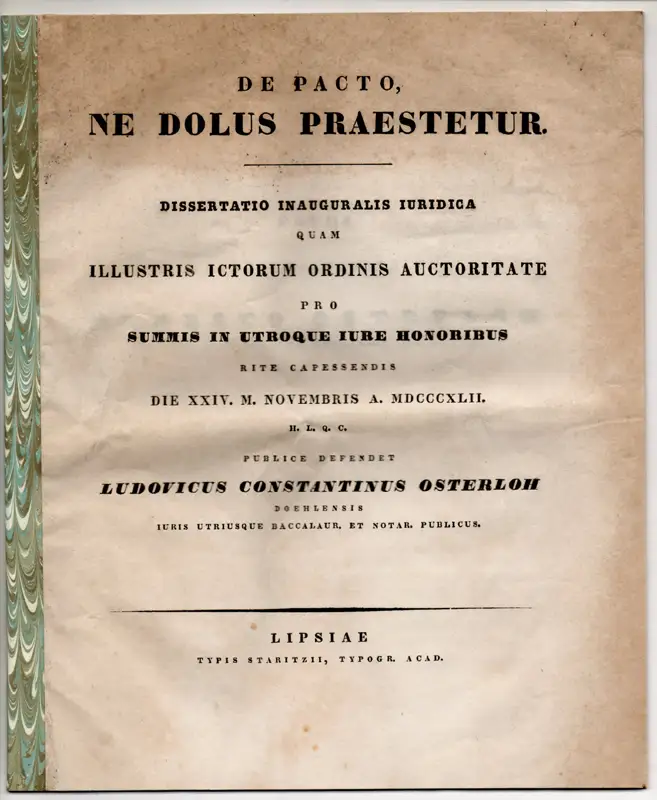 DE PACTO,
NE DOLUS PRAESTETUR.
DISSERTATIO INAUGURALIS IURIDICA
QUAM
ILLUSTRIS ICTORUM ORDINIS AUCTORITATE
PRO
SUMMIS IN UTROQUE IURE HONORIBUS
RITE CAPESSENDIS
DIE XXIV. M. NOVEMBRIS A. MDCCCXLII.
H. L. Q. C.
PUBLICE DEFENDET
LUDOVICUS CONSTANTINUS OSTERLOH
DOEHLENSIS
IURIS UTRIUSQUE BACCALAUR. ET NOTAR. PUBLICUS.
LIPSIAE
TYPIS STARITZII, TYPOGR. ACAD.